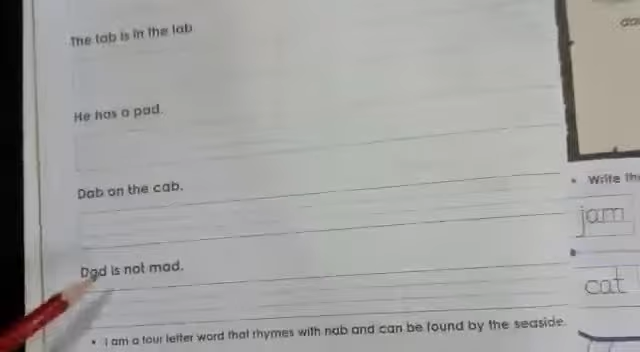 The tab is in the lab
He has a pad.
Dab on the cab.
Dad is not mad.
• I am a four letter word that rhymes with nab and can be found by the seaside.
• Write
jam
cat